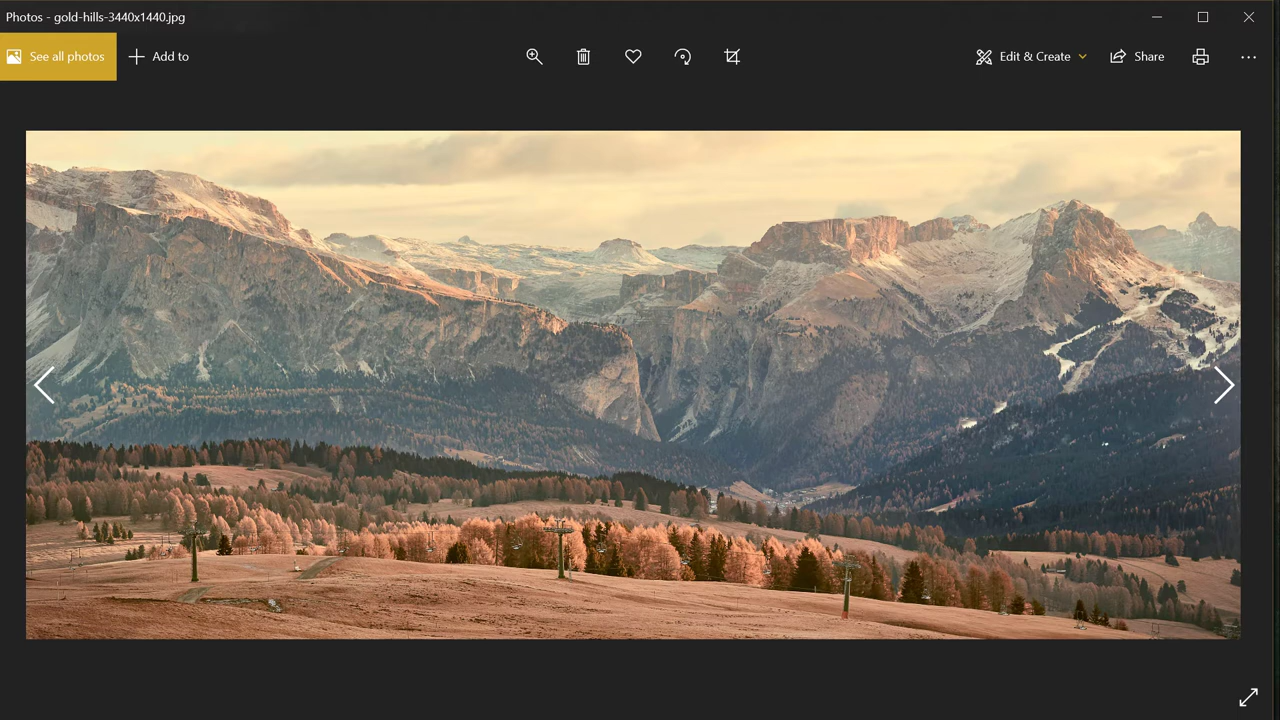 Photos - gold-hills-3440x1440.jpg
See all photos
Add to
Edit & Create
Share